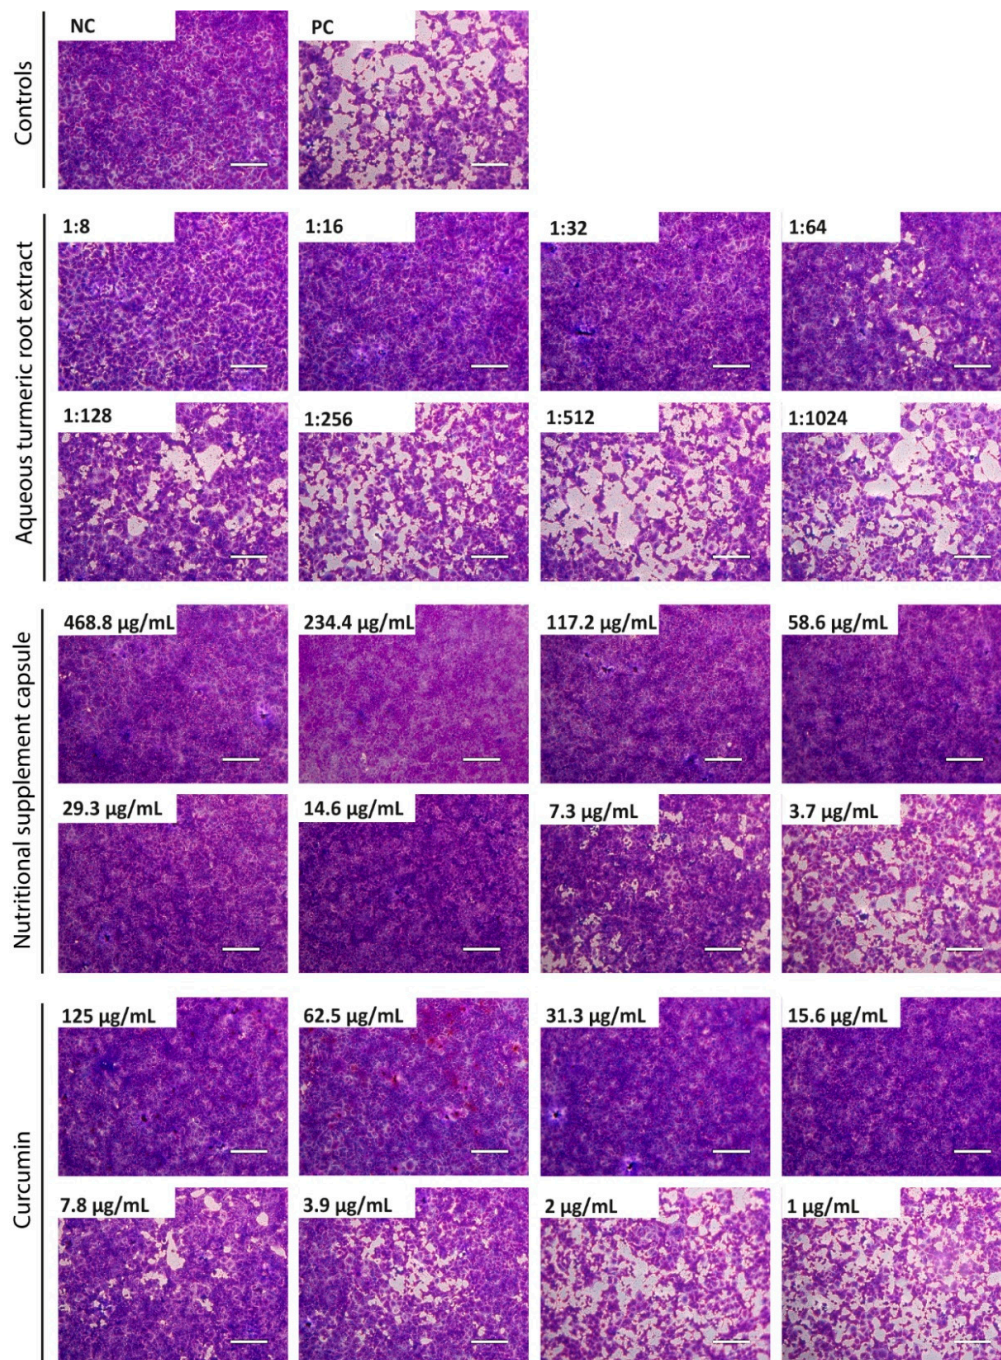 Controls
NC
PC
Aqueous turmeric root extract
1:8
1:16
1:32
1:64
1:128
1:256
1:512
1:1024
Nutritional supplement capsule
468.8 µg/mL
234.4 µg/mL
117.2 µg/mL
58.6 µg/mL
29.3 µg/mL
14.6 µg/mL
7.3 µg/mL
3.7 µg/mL
Curcumin
125 µg/mL
62.5 µg/mL
31.3 µg/mL
15.6 µg/mL
7.8 µg/mL
3.9 µg/mL
2 µg/mL
1 µg/mL